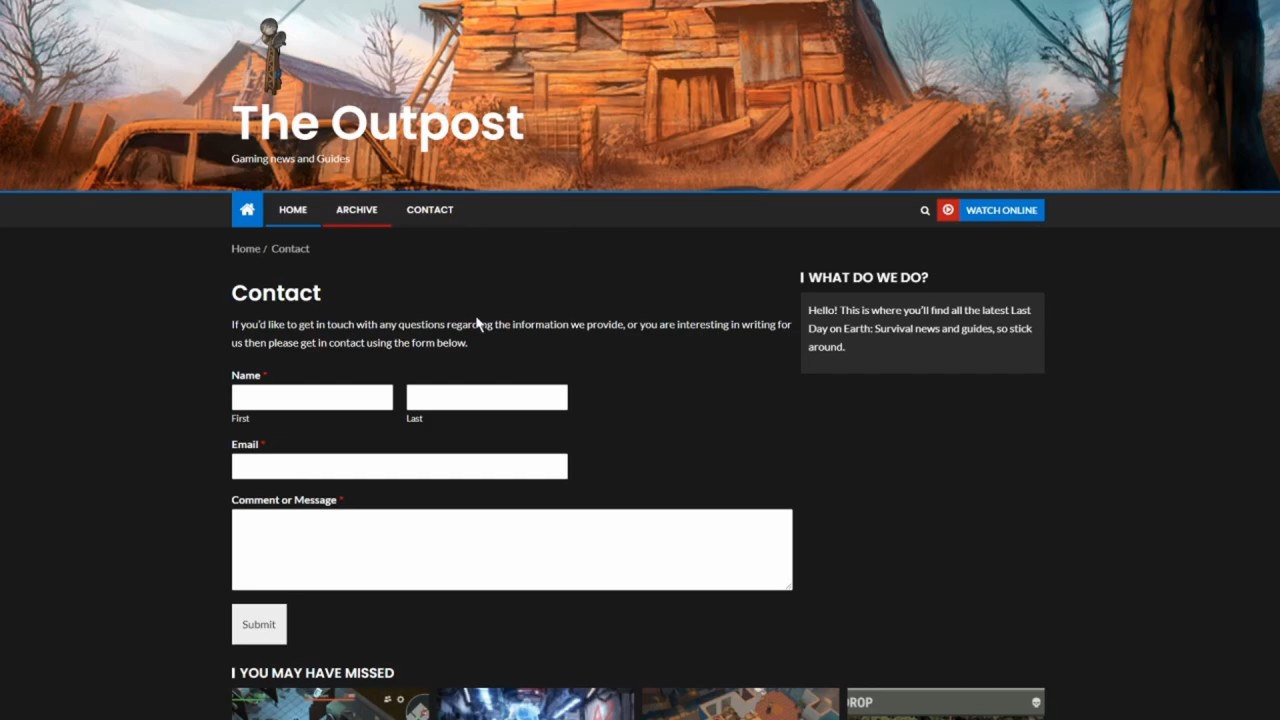 The Outpost
Gaming news and Guides
HOME
ARCHIVE
CONTACT
WATCH ONLINE
Home / Contact
Contact
If you'd like to get in touch with any questions regarding the information we provide, or you are interesting in writing for
us then please get in contact using the form below.
Name *
First
Last
Email *
Comment or Message *
Submit
WHAT DO WE DO?
Hello! This is where you'll find all the latest Last
Day on Earth: Survival news and guides, so stick
around.
YOU MAY HAVE MISSED
DROP